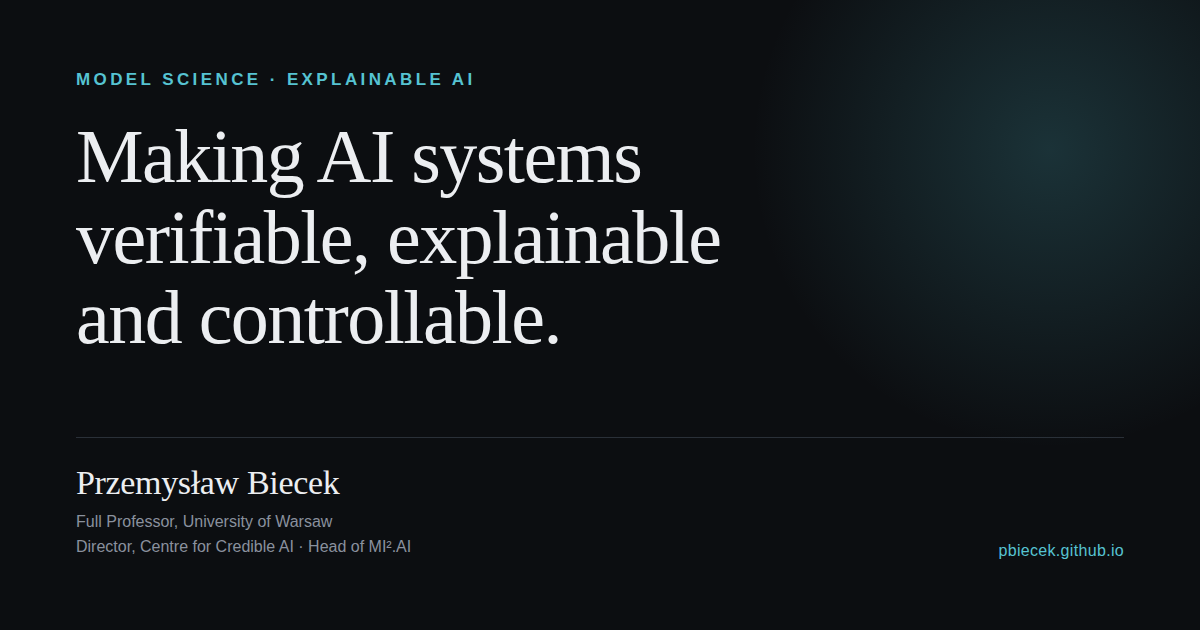 MODEL SCIENCE · EXPLAINABLE AI
Making AI systems
verifiable, explainable
and controllable.
Przemysław Biecek
Full Professor, University of Warsaw
Director, Centre for Credible AI · Head of MI².AI
pbiecek.github.io